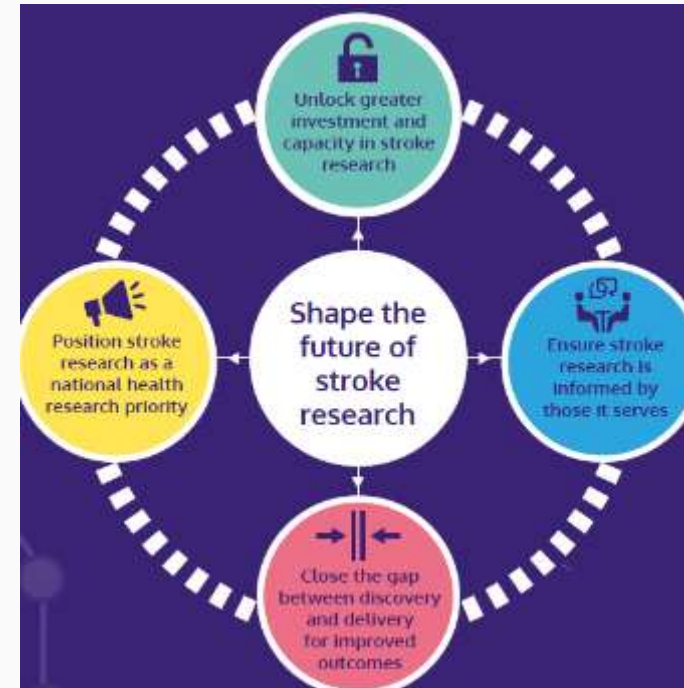 Unlock greater
investment and
capacity in stroke
research
Position stroke
research as a
national health
research priority
Shape the
future of
stroke
research
Ensure stroke
research is
informed by
those it serves
Close the gap
between discovery
and delivery
for improved
outcomes